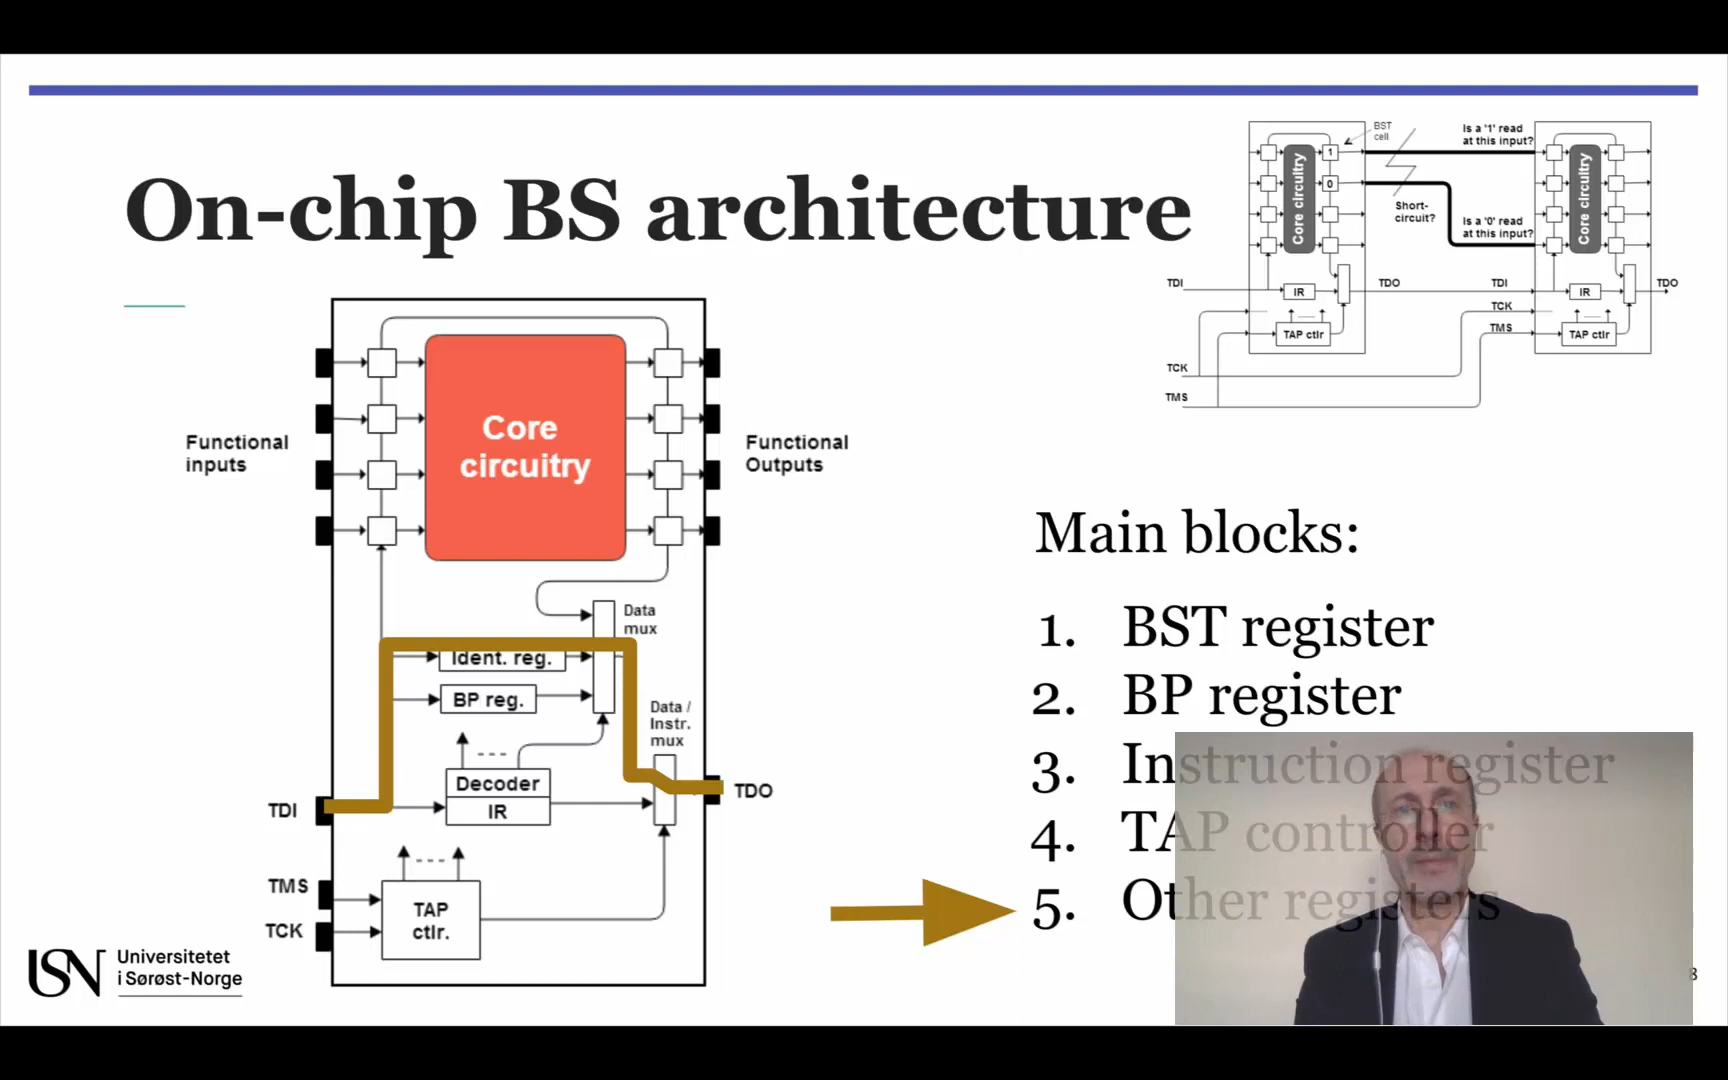 On-chip BS architecture
BST
cell
Is a '1' read
at this input?
1
0
Core circuitry
Core circuitry
Short-
circuit?
Is a '0' read
at this input?
TDI
IR
TDO
TDI
IR
TDO
TCK
TMS
TAP ctlr
TAP ctlr
TCK
TMS
Functional
inputs
Core
circuitry
Functional
Outputs
Data
mux
Ident. reg.
BP reg.
Data /
Instr.
mux
Decoder
IR
TDI
TDO
TMS
TCK
TAP
ctlr.
Main blocks:
1. BST register
2. BP register
3. Instruction register
4. TAP controller
5. Other registers
USN Universitetet
i Sørøst-Norge
8